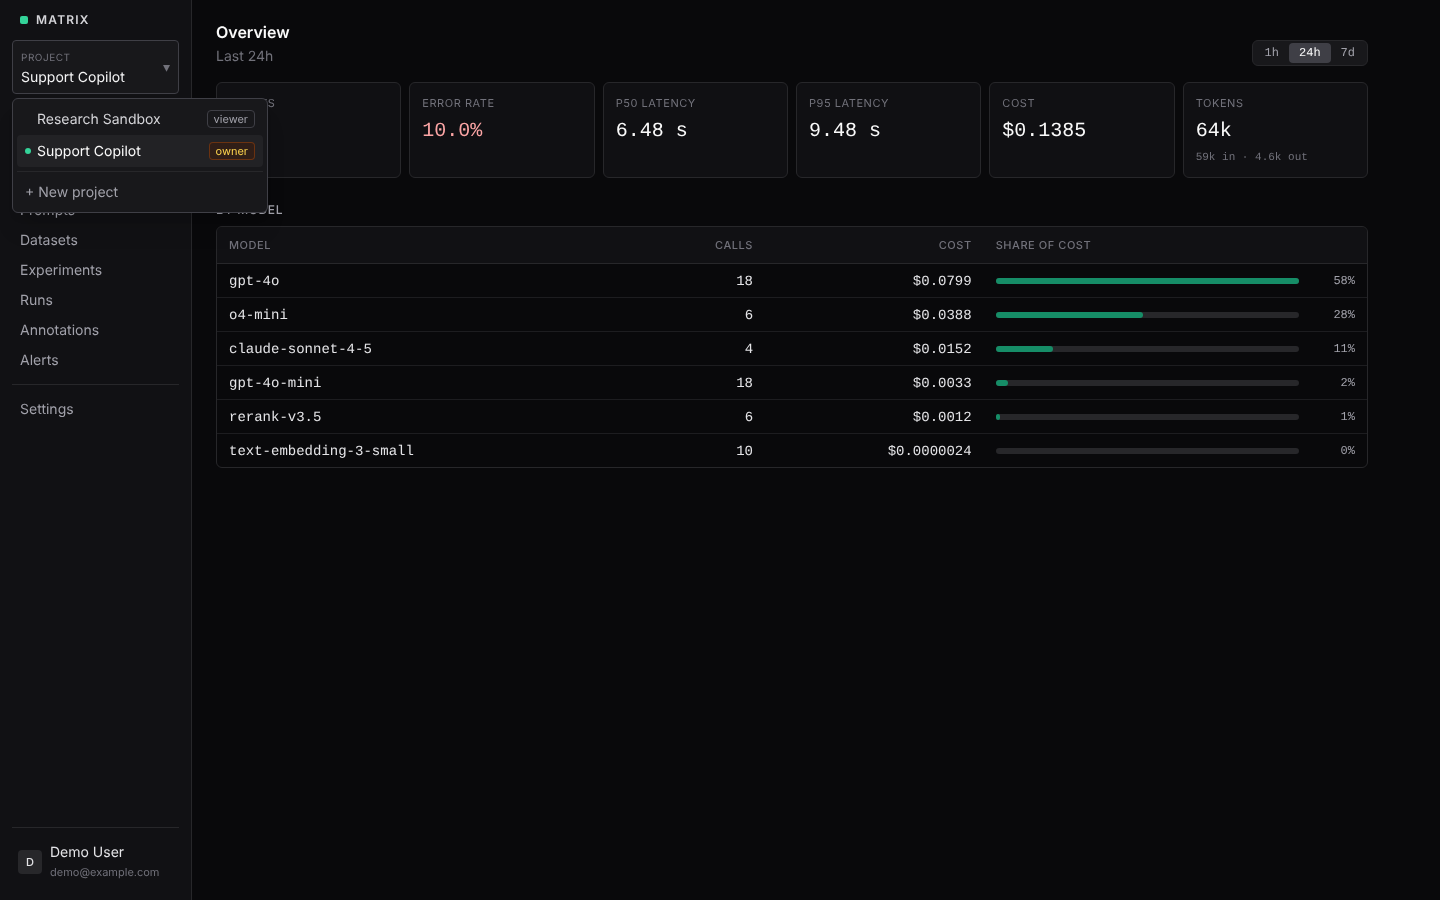 MATRIX
PROJECT
Support Copilot
Research Sandbox viewer
Support Copilot owner
+ New project
Datasets
Experiments
Runs
Annotations
Alerts
Settings
D
Demo User
demo@example.com
Overview
Last 24h
1h 24h 7d
ERROR RATE
10.0%
P50 LATENCY
6.48 s
P95 LATENCY
9.48 s
COST
$0.1385
TOKENS
64k
59k in · 4.6k out
MODEL CALLS COST SHARE OF COST
gpt-4o 18 $0.0799 58%
o4-mini 6 $0.0388 28%
claude-sonnet-4-5 4 $0.0152 11%
gpt-4o-mini 18 $0.0033 2%
rerank-v3.5 6 $0.0012 1%
text-embedding-3-small 10 $0.0000024 0%